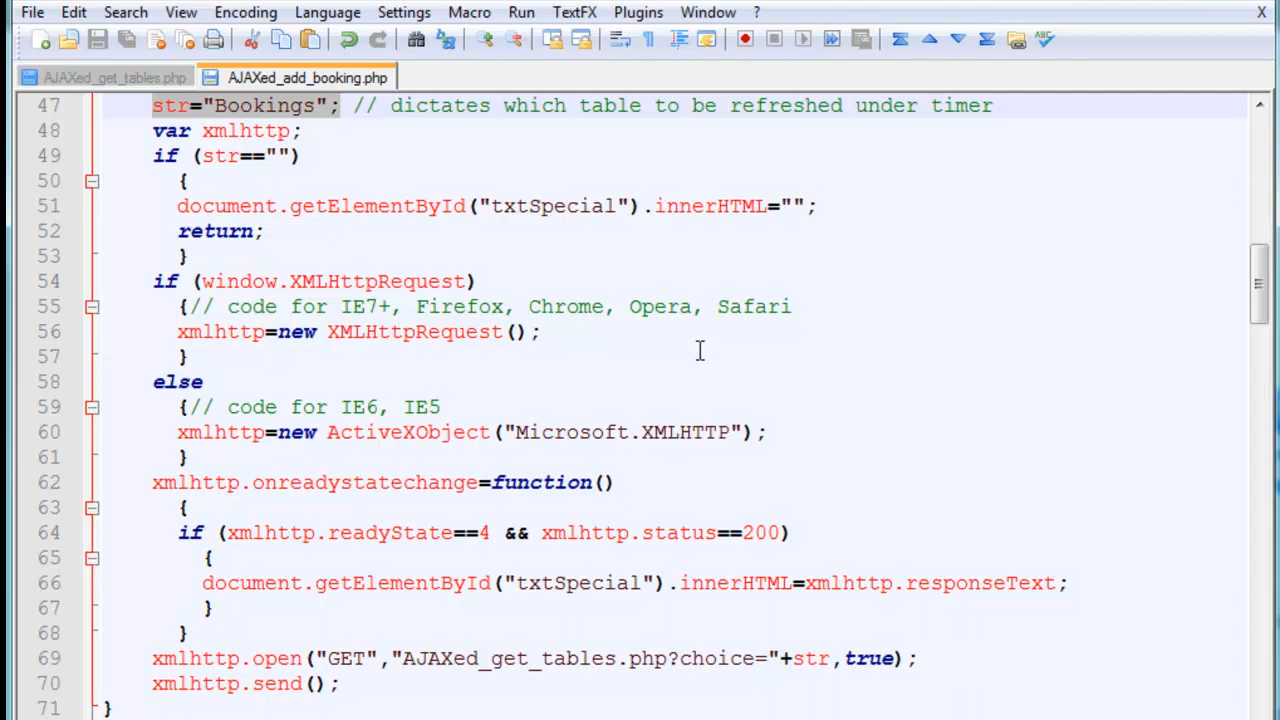 File Edit Search View Encoding Language Settings Macro Run TextFX Plugins Window ? X
AJAXed_get_tables.php AJAXed_add_booking.php
47 str="Bookings"; // dictates which table to be refreshed under timer
48 var xmlhttp;
49 if (str=="")
50 {
51 document.getElementById("txtSpecial").innerHTML="";
52 return;
53 }
54 if (window.XMLHttpRequest)
55 {// code for IE7+, Firefox, Chrome, Opera, Safari
56 xmlhttp=new XMLHttpRequest();
57 }
58 else
59 {// code for IE6, IE5
60 xmlhttp=new ActiveXObject("Microsoft.XMLHTTP");
61 }
62 xmlhttp.onreadystatechange=function()
63 {
64 if (xmlhttp.readyState==4 && xmlhttp.status==200)
65 {
66 document.getElementById("txtSpecial").innerHTML=xmlhttp.responseText;
67 }
68 }
69 xmlhttp.open("GET","AJAXed_get_tables.php?choice="+str,true);
70 xmlhttp.send();
71 }